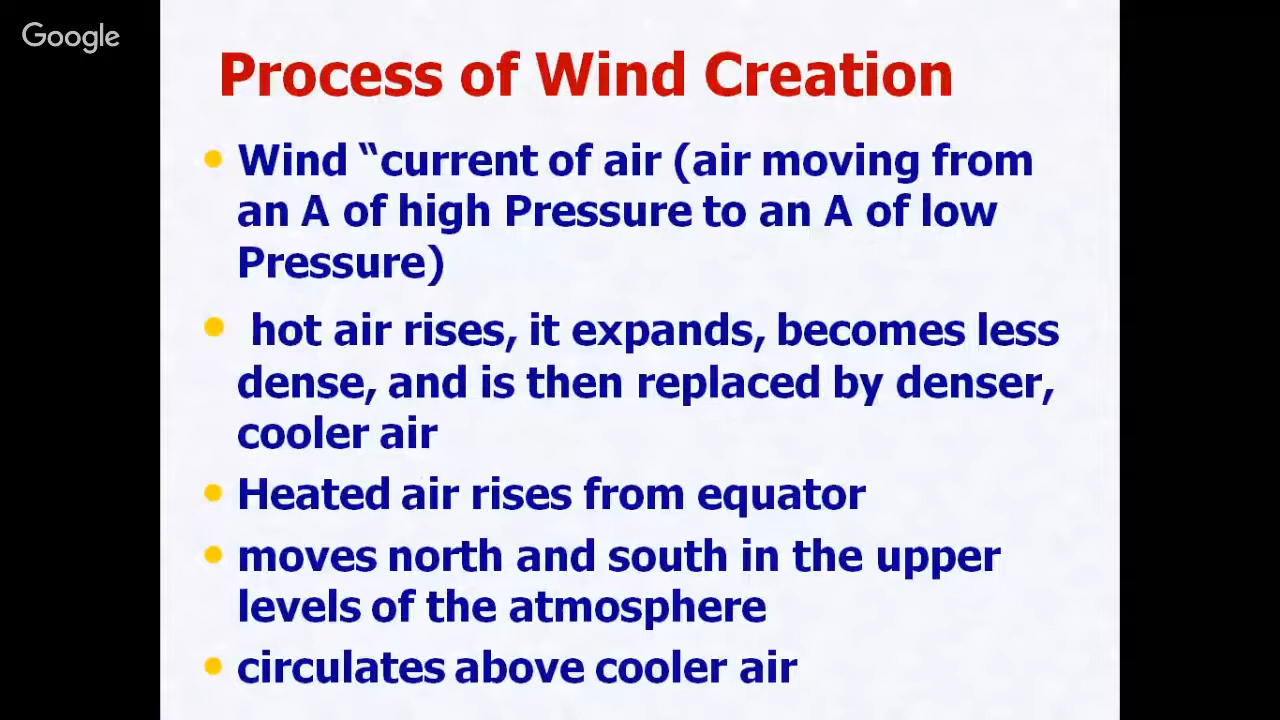 Google
Process of Wind Creation
• Wind “current of air (air moving from
an A of high Pressure to an A of low
Pressure)
• hot air rises, it expands, becomes less
dense, and is then replaced by denser,
cooler air
• Heated air rises from equator
• moves north and south in the upper
levels of the atmosphere
• circulates above cooler air